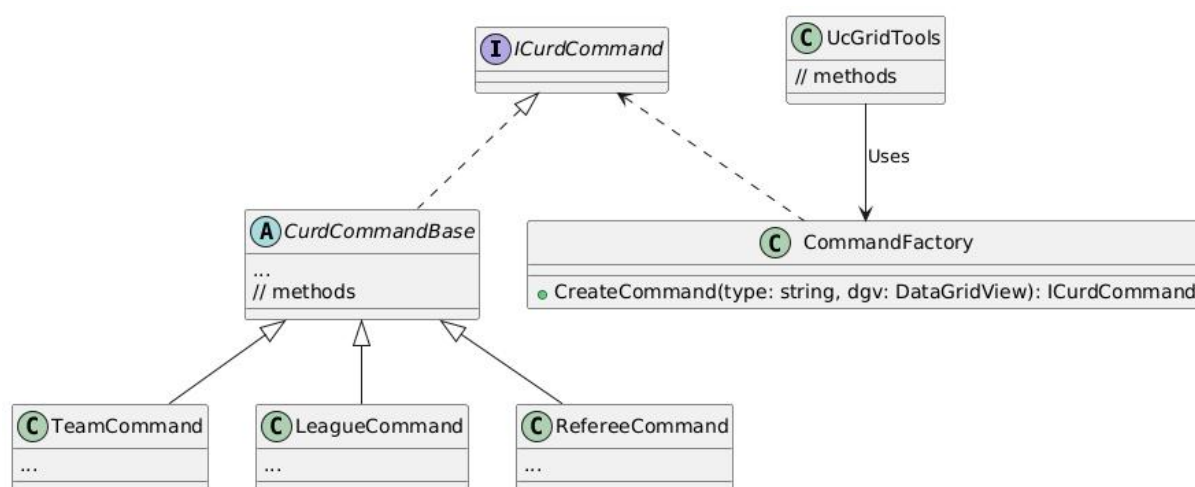 I ICurdCommand
C UcGridTools
// methods
Uses
A CurdCommandBase
...
// methods
C CommandFactory
CreateCommand(type: string, dgv: DataGridView): ICurdCommand
C TeamCommand
...
C LeagueCommand
...
C RefereeCommand
...